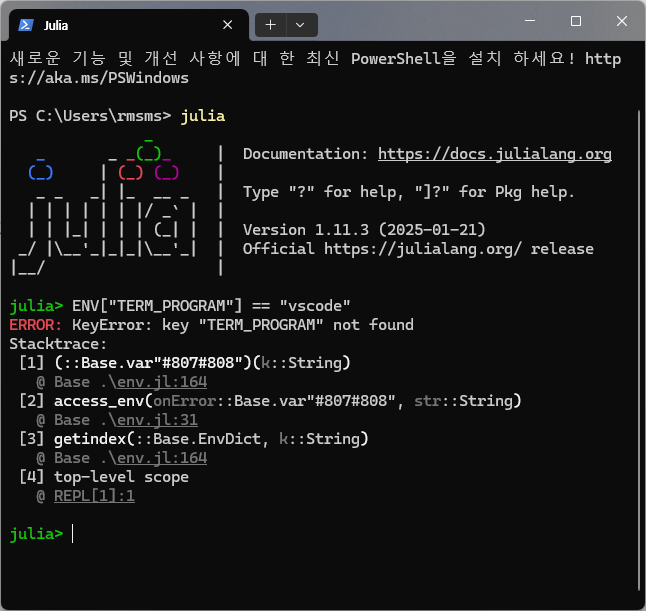 Julia
새로운 기능 및 개선 사항에 대 한 최신 PowerShell을 설치 하세요! http
s://aka.ms/PSWindows
PS C:\Users\rmsms> julia
               _
   _       _ _(_)_     |  Documentation: https://docs.julialang.org
  (_)     | (_) (_)    |
   _ _   _| |_  __ _   |  Type "?" for help, "]?" for Pkg help.
  | | | | | | |/ _` |  |
  | | |_| | | | (_| |  |  Version 1.11.3 (2025-01-21)
 _/ |\__'_|_|_|\__'_|  |  Official https://julialang.org/ release
|__/                   |
julia> ENV["TERM_PROGRAM"] == "vscode"
ERROR: KeyError: key "TERM_PROGRAM" not found
Stacktrace:
 [1] (::Base.var"#807#808")(k::String)
   @ Base .\env.jl:164
 [2] access_env(onError::Base.var"#807#808", str::String)
   @ Base .\env.jl:31
 [3] getindex(::Base.EnvDict, k::String)
   @ Base .\env.jl:164
 [4] top-level scope
   @ REPL[1]:1
julia>